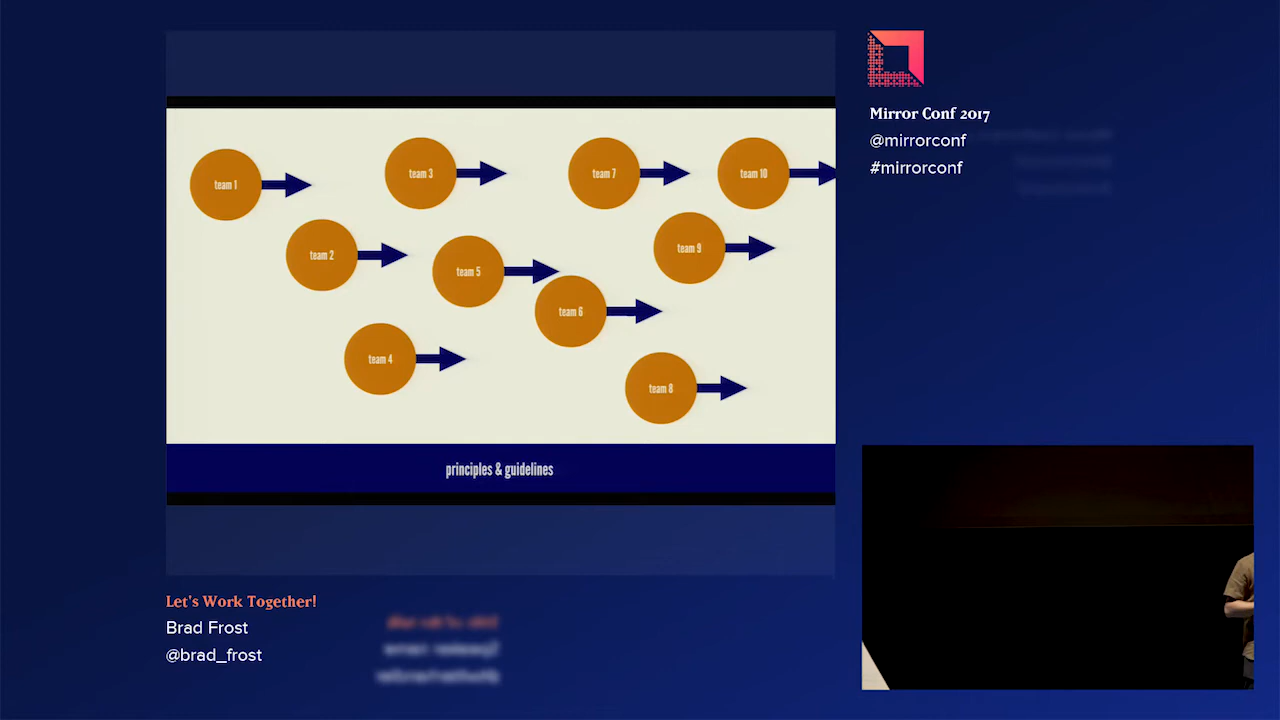 team 1
team 3
team 7
team 10
team 2
team 5
team 9
team 6
team 4
team 8
principles & guidelines
Mirror Conf 2017
@mirrorconf
#mirrorconf
Let's Work Together!
Brad Frost
@brad_frost